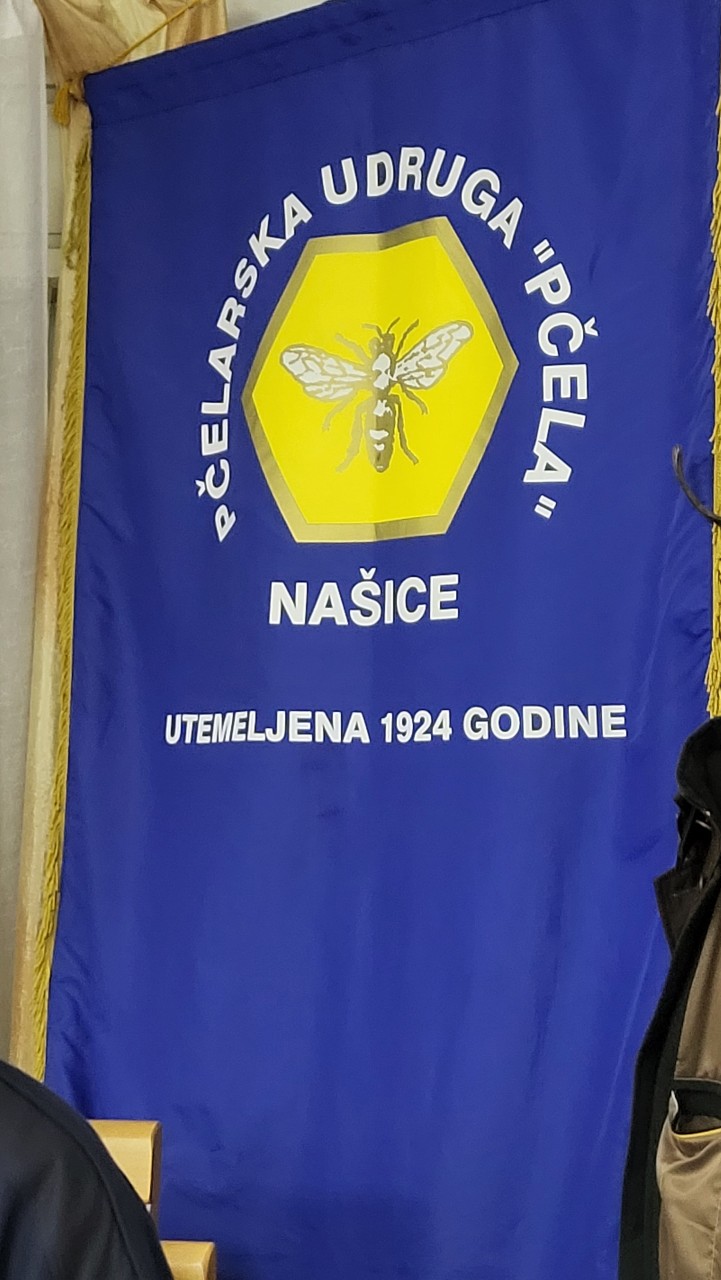 PČELARSKA UDRUGA "PČELA"
NAŠICE
UTEMELJENA 1924 GODINE